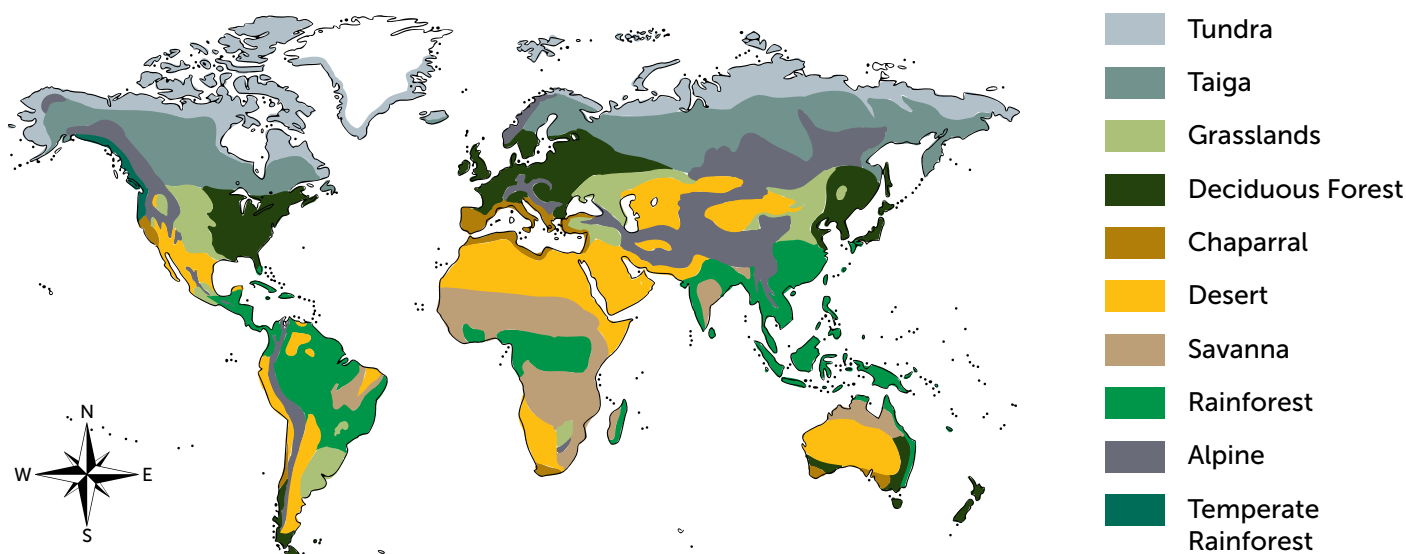 Tundra
Taiga
Grasslands
Deciduous Forest
Chaparral
Desert
Savanna
Rainforest
Alpine
Temperate
Rainforest
N
W
E
S